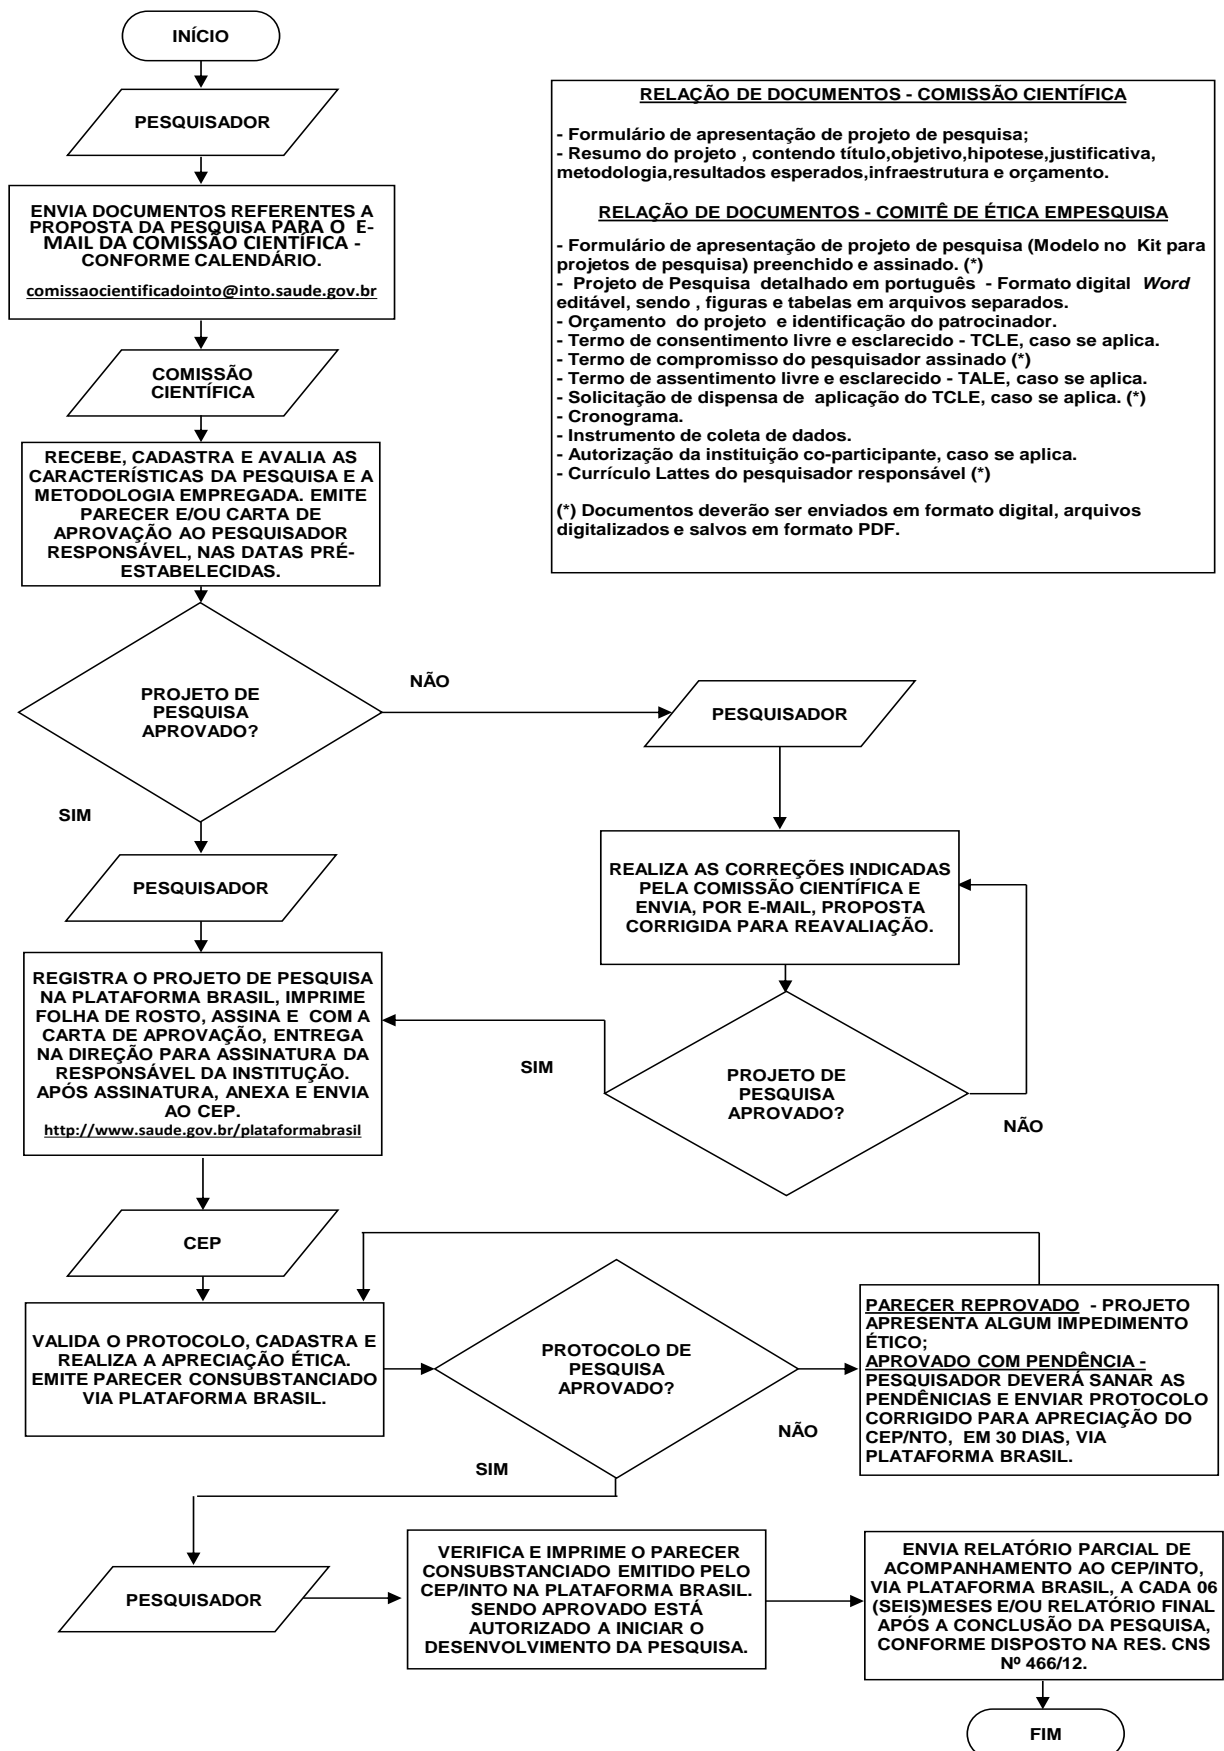 INÍCIO
PESQUISADOR
ENVIA DOCUMENTOS REFERENTES A
PROPOSTA DA PESQUISA PARA O E-
MAIL DA COMISSÃO CIENTÍFICA -
CONFORME CALENDÁRIO.
comissaocientificadointo@into.saude.gov.br
COMISSÃO
CIENTÍFICA
RECEBE, CADASTRA E AVALIA AS
CARACTERÍSTICAS DA PESQUISA E A
METODOLOGIA EMPREGADA. EMITE
PARECER E/OU CARTA DE
APROVAÇÃO AO PESQUISADOR
RESPONSÁVEL, NAS DATAS PRÉ-
ESTABELECIDAS.
RELAÇÃO DE DOCUMENTOS - COMISSÃO CIENTÍFICA
- Formulário de apresentação de projeto de pesquisa;
- Resumo do projeto , contendo título,objetivo,hipotese,justificativa,
metodologia,resultados esperados,infraestrutura e orçamento.
RELAÇÃO DE DOCUMENTOS - COMITÊ DE ÉTICA EMPESQUISA
- Formulário de apresentação de projeto de pesquisa (Modelo no Kit para
projetos de pesquisa) preenchido e assinado. (*)
- Projeto de Pesquisa detalhado em português - Formato digital Word
editável, sendo , figuras e tabelas em arquivos separados.
- Orçamento do projeto e identificação do patrocinador.
- Termo de consentimento livre e esclarecido - TCLE, caso se aplica.
- Termo de compromisso do pesquisador assinado (*)
- Termo de assentimento livre e esclarecido - TALE, caso se aplica.
- Solicitação de dispensa de aplicação do TCLE, caso se aplica. (*)
- Cronograma.
- Instrumento de coleta de dados.
- Autorização da instituição co-participante, caso se aplica.
- Currículo Lattes do pesquisador responsável (*)
(*) Documentos deverão ser enviados em formato digital, arquivos
digitalizados e salvos em formato PDF.
PROJETO DE
PESQUISA
APROVADO?
NÃO
PESQUISADOR
SIM
PESQUISADOR
REALIZA AS CORREÇÕES INDICADAS
PELA COMISSÃO CIENTÍFICA E
ENVIA, POR E-MAIL, PROPOSTA
CORRIGIDA PARA REAVALIAÇÃO.
REGISTRA O PROJETO DE PESQUISA
NA PLATAFORMA BRASIL, IMPRIME
FOLHA DE ROSTO, ASSINA E COM A
CARTA DE APROVAÇÃO, ENTREGA
NA DIREÇÃO PARA ASSINATURA DA
RESPONSÁVEL DA INSTITUÇÃO.
APÓS ASSINATURA, ANEXA E ENVIA
AO CEP.
http://www.saude.gov.br/plataformabrasil
SIM
PROJETO DE
PESQUISA
APROVADO?
NÃO
CEP
VALIDA O PROTOCOLO, CADASTRA E
REALIZA A APRECIAÇÃO ÉTICA.
EMITE PARECER CONSUBSTANCIADO
VIA PLATAFORMA BRASIL.
PROTOCOLO DE
PESQUISA
APROVADO?
NÃO
SIM
PARECER REPROVADO - PROJETO
APRESENTA ALGUM IMPEDIMENTO
ÉTICO;
APROVADO COM PENDÊNCIA -
PESQUISADOR DEVERÁ SANAR AS
PENDÊNICIAS E ENVIAR PROTOCOLO
CORRIGIDO PARA APRECIAÇÃO DO
CEP/NTO, EM 30 DIAS, VIA
PLATAFORMA BRASIL.
PESQUISADOR
VERIFICA E IMPRIME O PARECER
CONSUBSTANCIADO EMITIDO PELO
CEP/INTO NA PLATAFORMA BRASIL.
SENDO APROVADO ESTÁ
AUTORIZADO A INICIAR O
DESENVOLVIMENTO DA PESQUISA.
ENVIA RELATÓRIO PARCIAL DE
ACOMPANHAMENTO AO CEP/INTO,
VIA PLATAFORMA BRASIL, A CADA 06
(SEIS)MESES E/OU RELATÓRIO FINAL
APÓS A CONCLUSÃO DA PESQUISA,
CONFORME DISPOSTO NA RES. CNS
Nº 466/12.
FIM